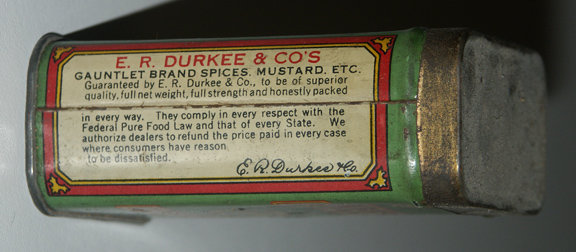 E. R. DURKEE & CO'S
GAUNTLET BRAND SPICES, MUSTARD, ETC.
Guaranteed by E. R. Durkee & Co., to be of superior
quality, full net weight, full strength and honestly packed
in every way. They comply in every respect with the
Federal Pure Food Law and that of every State. We
authorize dealers to refund the price paid in every case
where consumers have reason
to be dissatisfied.
E. R. Durkee & Co.